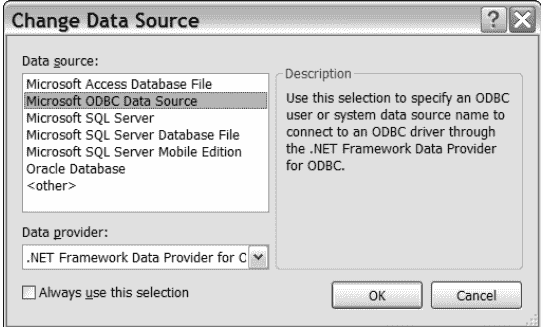 Change Data Source
Data source:
Microsoft Access Database File
Microsoft ODBC Data Source
Microsoft SQL Server
Microsoft SQL Server Database File
Microsoft SQL Server Mobile Edition
Oracle Database
<other>
Description
Use this selection to specify an ODBC
user or system data source name to
connect to an ODBC driver through
the .NET Framework Data Provider
for ODBC.
Data provider:
.NET Framework Data Provider for O
Always use this selection
OK
Cancel